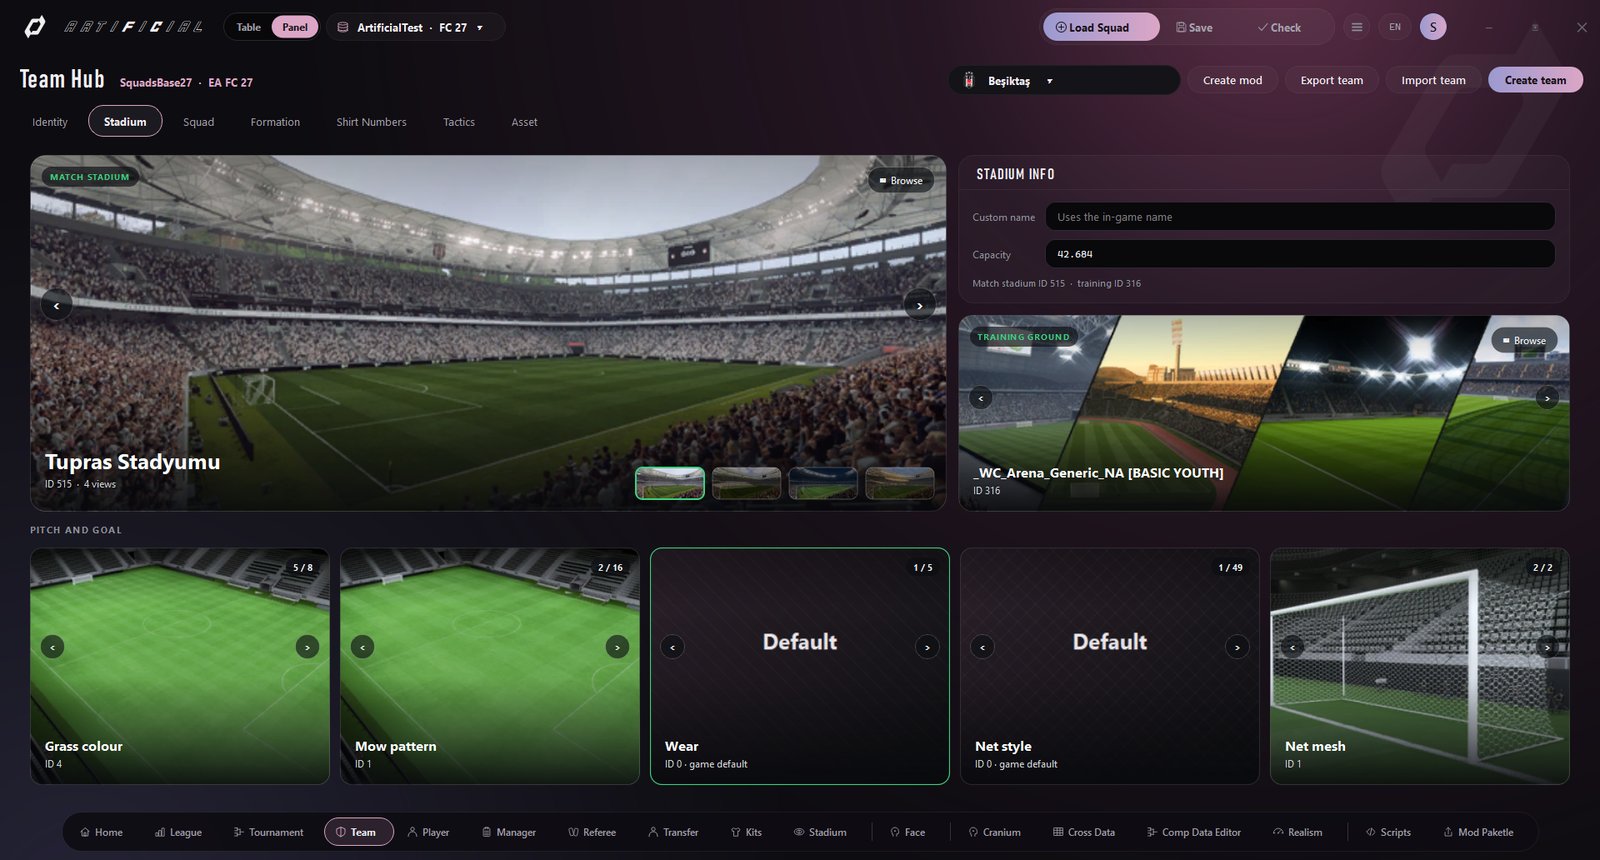 ARTIFICIAL
Table
Panel
ArtificialTest · FC 27
Load Squad
Save
Check
EN
S
Team Hub
SquadsBase27 · EA FC 27
Beşiktaş
Create mod
Export team
Import team
Create team
Identity
Stadium
Squad
Formation
Shirt Numbers
Tactics
Asset
MATCH STADIUM
Browse
Tupras Stadyumu
ID 515 · 4 views
STADIUM INFO
Custom name
Uses the in-game name
Capacity
42.684
Match stadium ID 515 · training ID 316
TRAINING GROUND
Browse
_WC_Arena_Generic_NA [BASIC YOUTH]
ID 316
PITCH AND GOAL
5 / 8
Grass colour
ID 4
2 / 16
Mow pattern
ID 1
1 / 5
Default
Wear
ID 0 · game default
1 / 49
Default
Net style
ID 0 · game default
2 / 2
Net mesh
ID 1
Home
League
Tournament
Team
Player
Manager
Referee
Transfer
Kits
Stadium
Face
Cranium
Cross Data
Comp Data Editor
Realism
Scripts
Mod Paketle